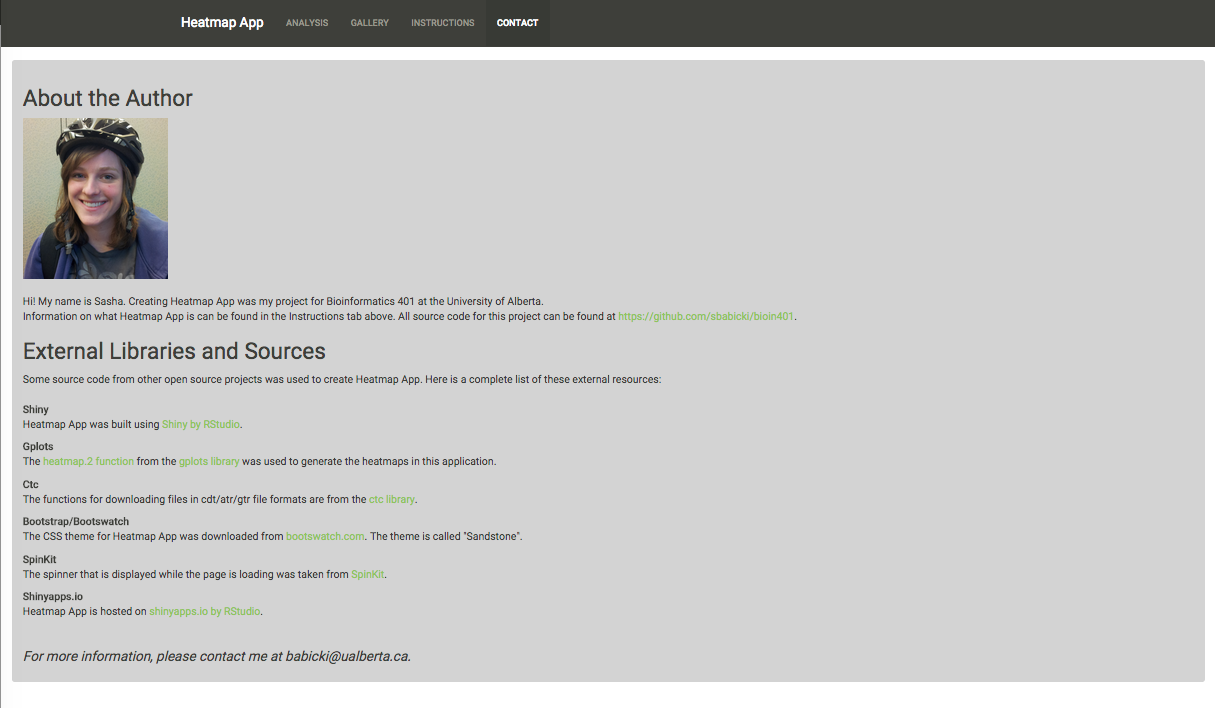 Heatmap App ANALYSIS GALLERY INSTRUCTIONS CONTACT
About the Author
Hi! My name is Sasha. Creating Heatmap App was my project for Bioinformatics 401 at the University of Alberta.
Information on what Heatmap App is can be found in the Instructions tab above. All source code for this project can be found at https://github.com/sbabicki/bioin401.
External Libraries and Sources
Some source code from other open source projects was used to create Heatmap App. Here is a complete list of these external resources:
Shiny
Heatmap App was built using Shiny by RStudio.
Gplots
The heatmap.2 function from the gplots library was used to generate the heatmaps in this application.
Ctc
The functions for downloading files in cdt/atr/gtr file formats are from the ctc library.
Bootstrap/Bootswatch
The CSS theme for Heatmap App was downloaded from bootswatch.com. The theme is called "Sandstone".
SpinKit
The spinner that is displayed while the page is loading was taken from SpinKit.
Shinyapps.io
Heatmap App is hosted on shinyapps.io by RStudio.
For more information, please contact me at babicki@ualberta.ca.